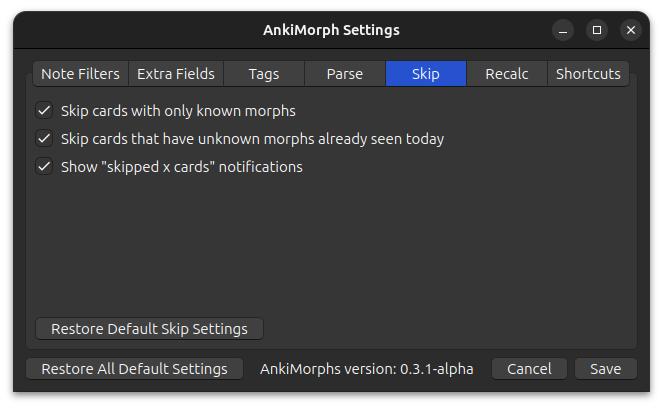 AnkiMorph Settings
Note Filters
Extra Fields
Tags
Parse
Skip
Recalc
Shortcuts
Skip cards with only known morphs
Skip cards that have unknown morphs already seen today
Show "skipped x cards" notifications
Restore Default Skip Settings
Restore All Default Settings
AnkiMorphs version: 0.3.1-alpha
Cancel
Save